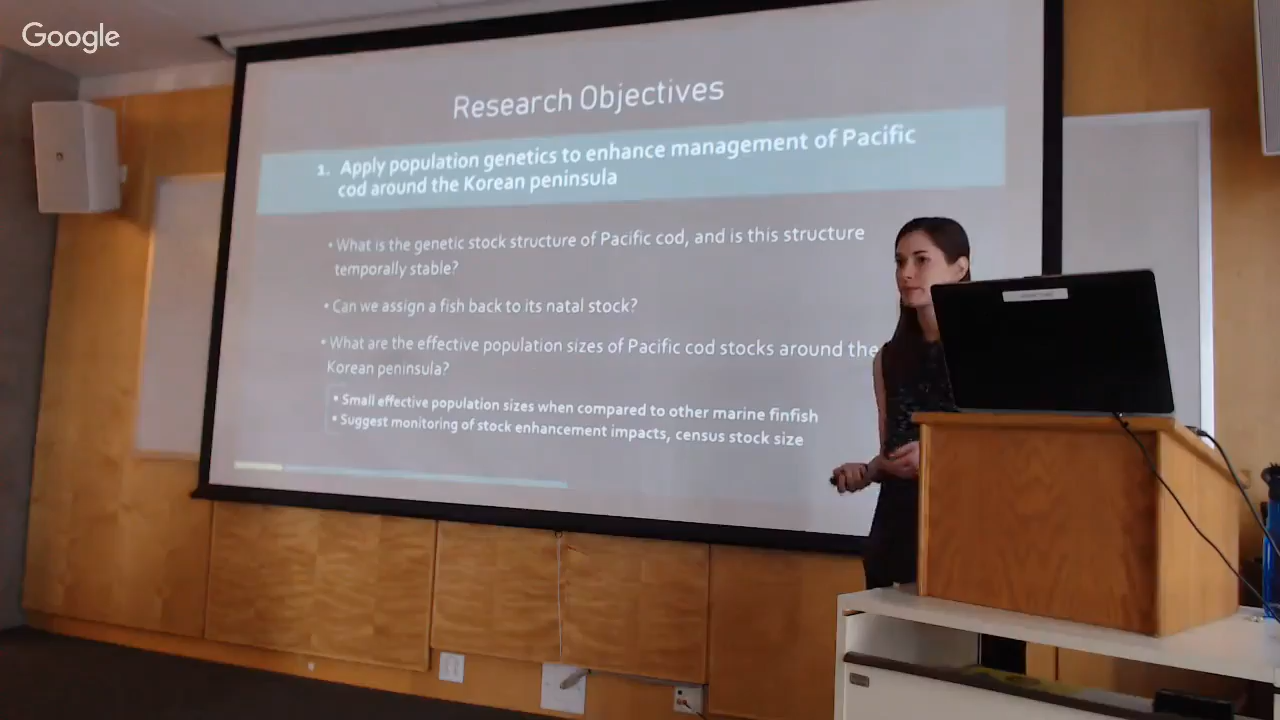 Google
Research Objectives
1. Apply population genetics to enhance management of Pacific
cod around the Korean peninsula
• What is the genetic stock structure of Pacific cod, and is this structure
temporally stable?
• Can we assign a fish back to its natal stock?
• What are the effective population sizes of Pacific cod stocks around the
Korean peninsula?
• Small effective population sizes when compared to other marine finfish
• Suggest monitoring of stock enhancement impacts, census stock size